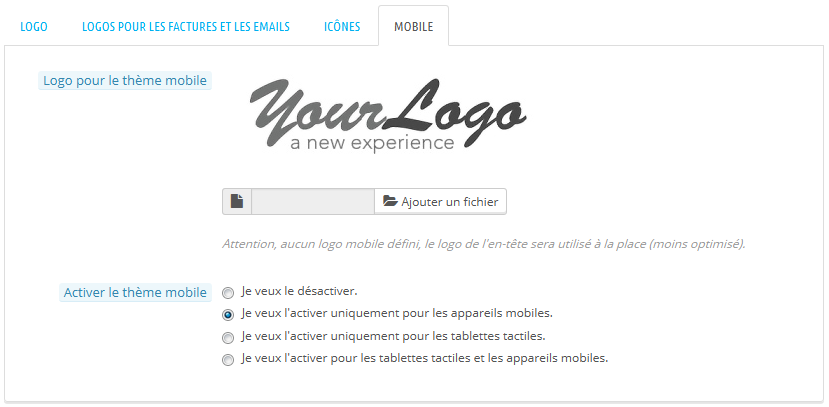 LOGO LOGOS POUR LES FACTURES ET LES EMAILS ICÔNES MOBILE
Logo pour le thème mobile
YourLogo
a new experience
Ajouter un fichier
Attention, aucun logo mobile défini, le logo de l'en-tête sera utilisé à la place (moins optimisé).
Activer le thème mobile
Je veux le désactiver.
Je veux l'activer uniquement pour les appareils mobiles.
Je veux l'activer uniquement pour les tablettes tactiles.
Je veux l'activer pour les tablettes tactiles et les appareils mobiles.